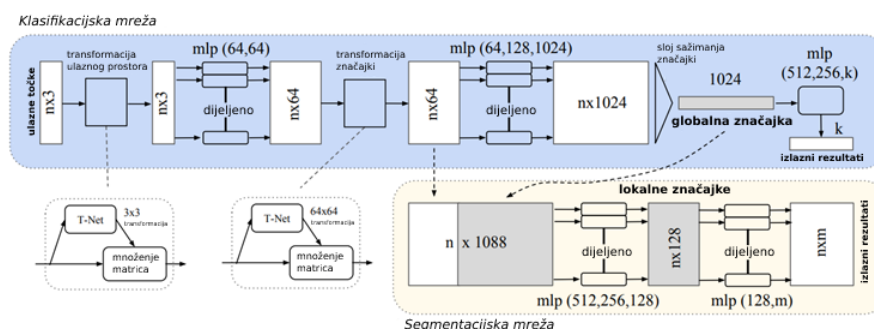 Klasifikacijska mreža
ulazne točke
nx3
transformacija
ulaznog prostora
nx3
mlp (64,64)
dijeljeno
nx64
transformacija
značajki
nx64
mlp (64,128,1024)
dijeljeno
nx1024
sloj sažimanja
značajki
1024
globalna značajka
mlp
(512,256,k)
k
izlazni rezultati
T-Net
3x3
transformacija
množenje
matrica
T-Net
64x64
transformacija
množenje
matrica
lokalne značajke
n x 1088
dijeljeno
mlp (512,256,128)
nx128
dijeljeno
mlp (128,m)
nxm
izlazni rezultati
Segmentacijska mreža